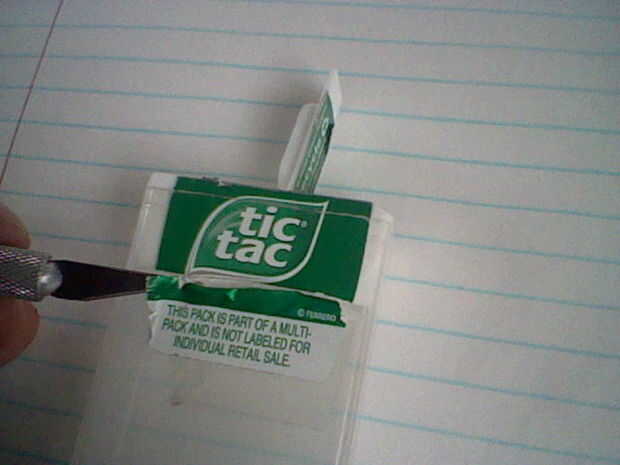 tic
tac®
© FERRERO
THIS PACK IS PART OF A MULTI-
PACK AND IS NOT LABELED FOR
INDIVIDUAL RETAIL SALE.